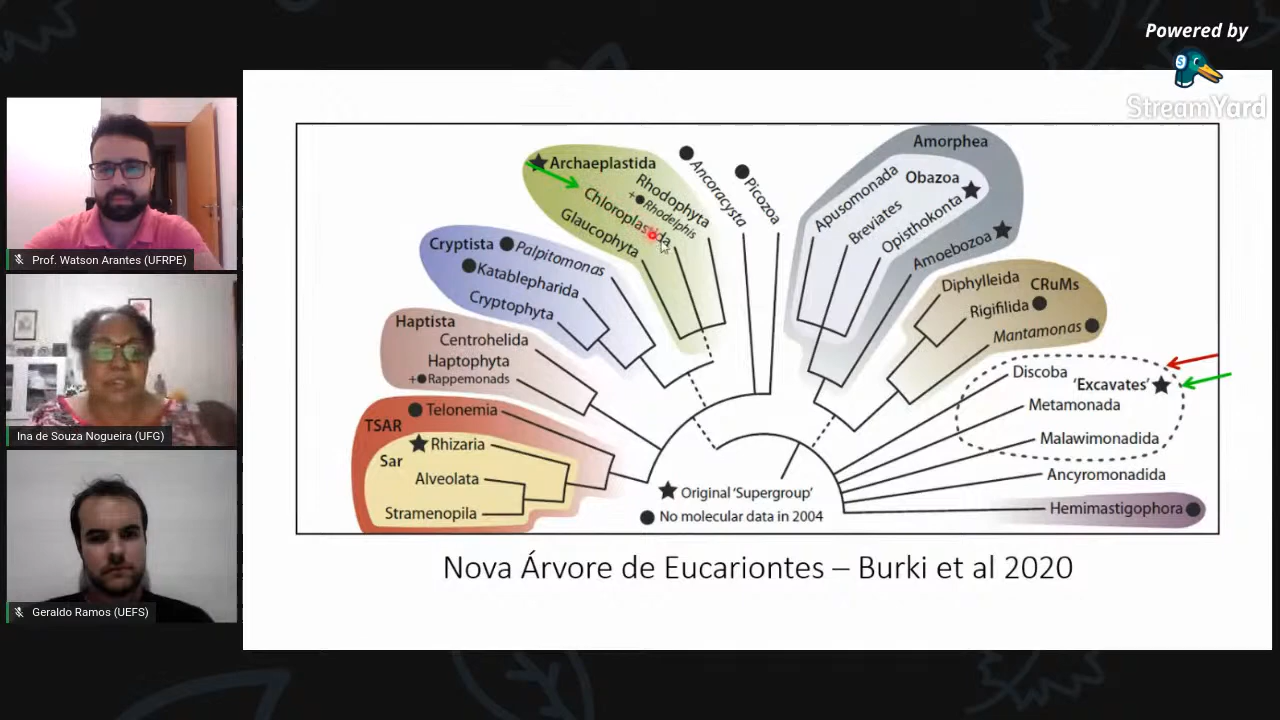 Powered by
StreamYard
Prof. Watson Arantes (UFRPE)
Ina de Souza Nogueira (UFG)
Geraldo Ramos (UEFS)
Archaeplastida
Rhodophyta
+ Rhodelphis
Chloroplastida
Glaucophyta
Ancoracysta
Picozoa
Cryptista
Palpitomonas
Katablepharida
Cryptophyta
Haptista
Centrohelida
Haptophyta
+ Rappemonads
TSAR
Telonemia
Sar
Rhizaria
Alveolata
Stramenopila
Amorphea
Obazoa
Apusomonada
Breviates
Opisthokonta
Amoebozoa
CRuMs
Diphylleida
Rigifilida
Mantamonas
Discoba
'Excavates'
Metamonada
Malawimonadida
Ancyromonadida
Hemimastigophora
Original 'Supergroup'
No molecular data in 2004
Nova Árvore de Eucariontes – Burki et al 2020